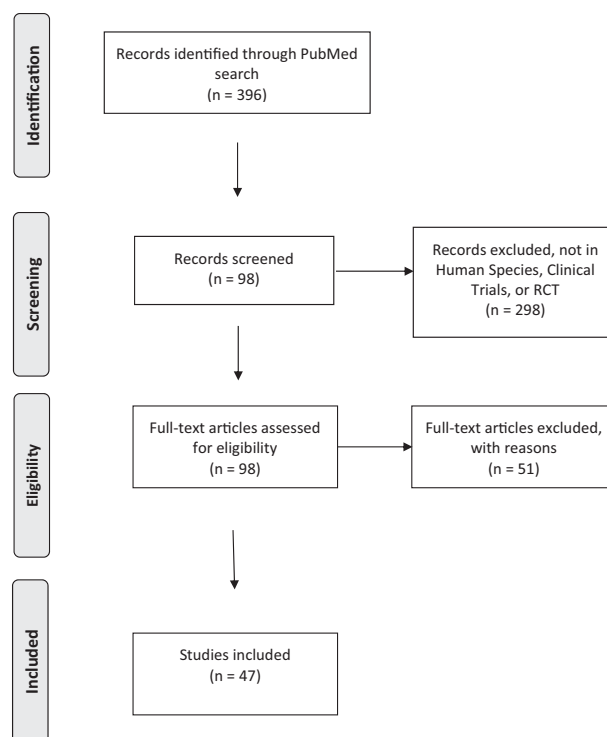 Identification
Records identified through PubMed
search
(n = 396)
Screening
Records screened
(n = 98)
Records excluded, not in
Human Species, Clinical
Trials, or RCT
(n = 298)
Eligibility
Full-text articles assessed
for eligibility
(n = 98)
Full-text articles excluded,
with reasons
(n = 51)
Included
Studies included
(n = 47)